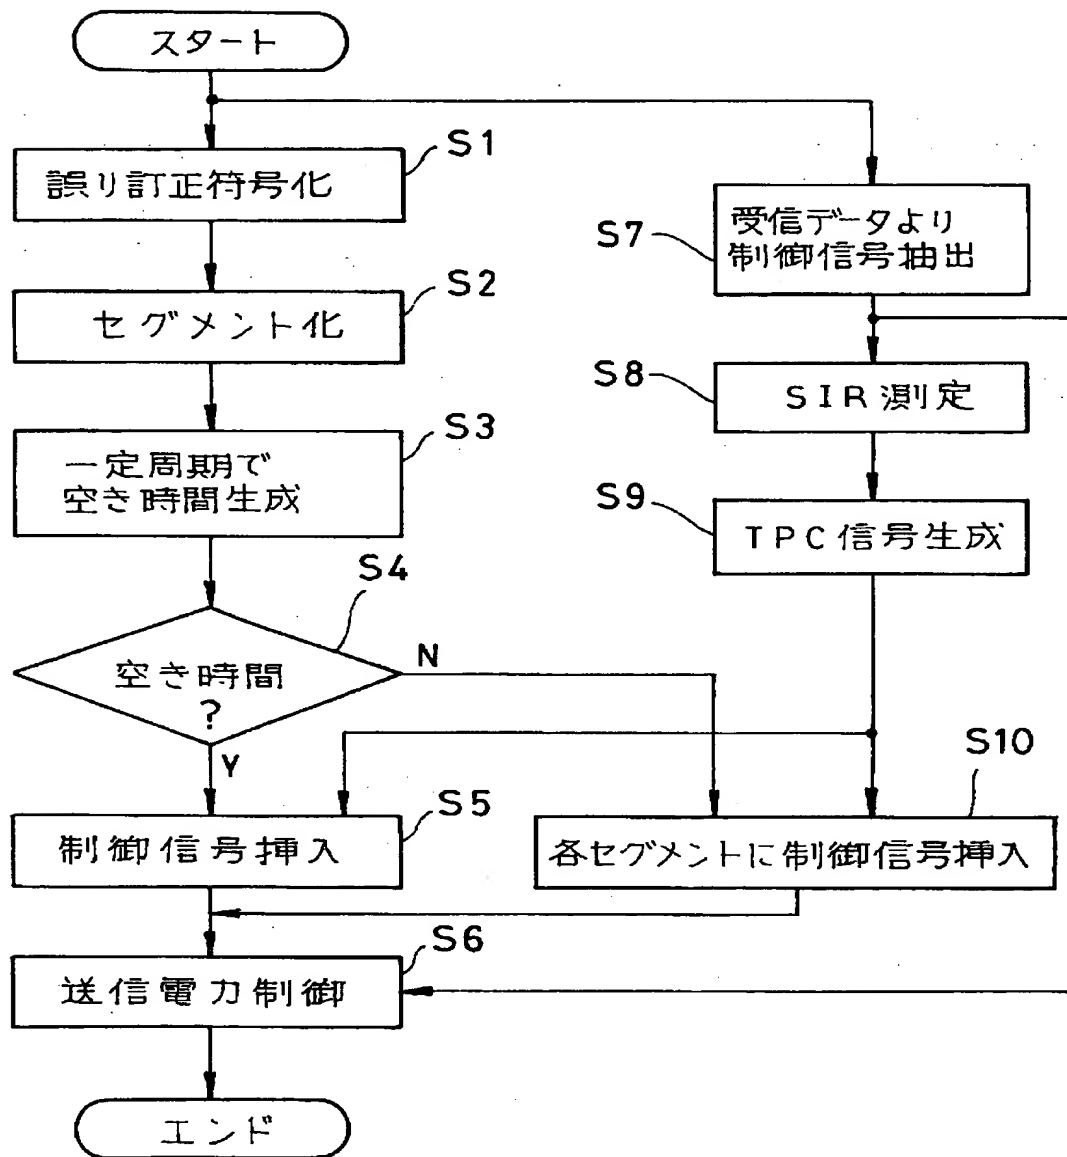 スタート
S1
誤り訂正符号化
S2
セグメント化
S3
一定周期で
空き時間生成
S4
空き時間
?
N
Y
S5
制御信号挿入
S6
送信電力制御
エンド
S7
受信データより
制御信号抽出
S8
SIR測定
S9
TPC信号生成
S10
各セグメントに制御信号挿入